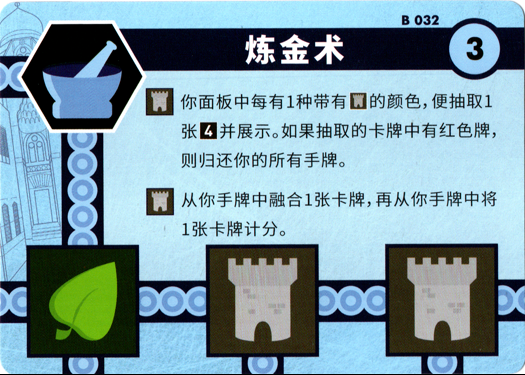 B 032
炼金术
3
你面板中每有1种带有的颜色，便抽取1
张4并展示。如果抽取的卡牌中有红色牌，
则归还你的所有手牌。
从你手牌中融合1张卡牌，再从你手牌中将
1张卡牌计分。